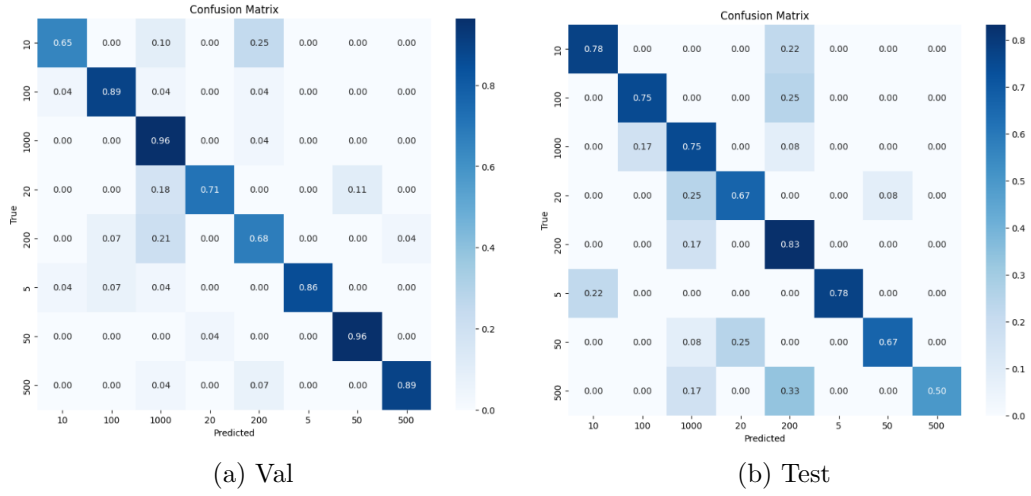 Confusion Matrix
10 0.65 0.00 0.10 0.00 0.25 0.00 0.00 0.00
100 0.04 0.89 0.04 0.00 0.04 0.00 0.00 0.00
1000 0.00 0.00 0.96 0.00 0.04 0.00 0.00 0.00
20 0.00 0.00 0.18 0.71 0.00 0.00 0.11 0.00
200 0.00 0.07 0.21 0.00 0.68 0.00 0.00 0.04
5 0.04 0.07 0.04 0.00 0.00 0.86 0.00 0.00
50 0.00 0.00 0.00 0.04 0.00 0.00 0.96 0.00
500 0.00 0.00 0.04 0.00 0.07 0.00 0.00 0.89
True
10 100 1000 20 200 5 50 500
Predicted
0.8
0.6
0.4
0.2
0.0
(a) Val
Confusion Matrix
10 0.78 0.00 0.00 0.00 0.22 0.00 0.00 0.00
100 0.00 0.75 0.00 0.00 0.25 0.00 0.00 0.00
1000 0.00 0.17 0.75 0.00 0.08 0.00 0.00 0.00
20 0.00 0.00 0.25 0.67 0.00 0.00 0.08 0.00
200 0.00 0.00 0.17 0.00 0.83 0.00 0.00 0.00
5 0.22 0.00 0.00 0.00 0.00 0.78 0.00 0.00
50 0.00 0.00 0.08 0.25 0.00 0.00 0.67 0.00
500 0.00 0.00 0.17 0.00 0.33 0.00 0.00 0.50
True
10 100 1000 20 200 5 50 500
Predicted
0.8
0.7
0.6
0.5
0.4
0.3
0.2
0.1
0.0
(b) Test